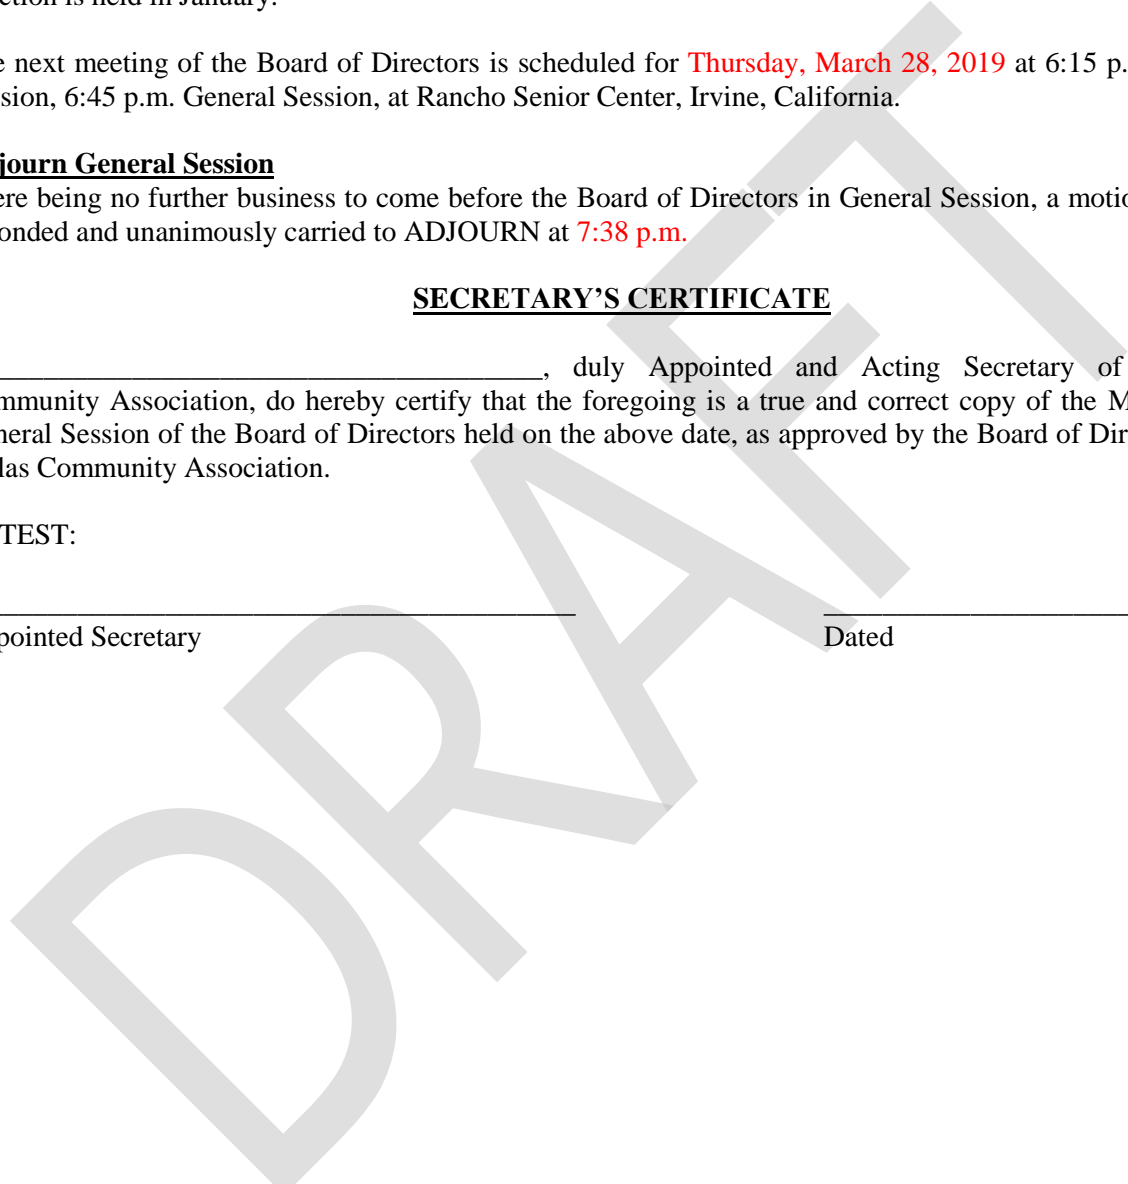 ction is held in January.
e next meeting of the Board of Directors is scheduled for Thursday, March 28, 2019 at 6:15 p.
sion, 6:45 p.m. General Session, at Rancho Senior Center, Irvine, California.
journ General Session
ere being no further business to come before the Board of Directors in General Session, a motio
onded and unanimously carried to ADJOURN at 7:38 p.m.
SECRETARY’S CERTIFICATE
______________________________________, duly Appointed and Acting Secretary of
mmunity Association, do hereby certify that the foregoing is a true and correct copy of the M
neral Session of the Board of Directors held on the above date, as approved by the Board of Dir
las Community Association.
TEST:
________________________________________ ____________________
pointed Secretary Dated
DRAFT